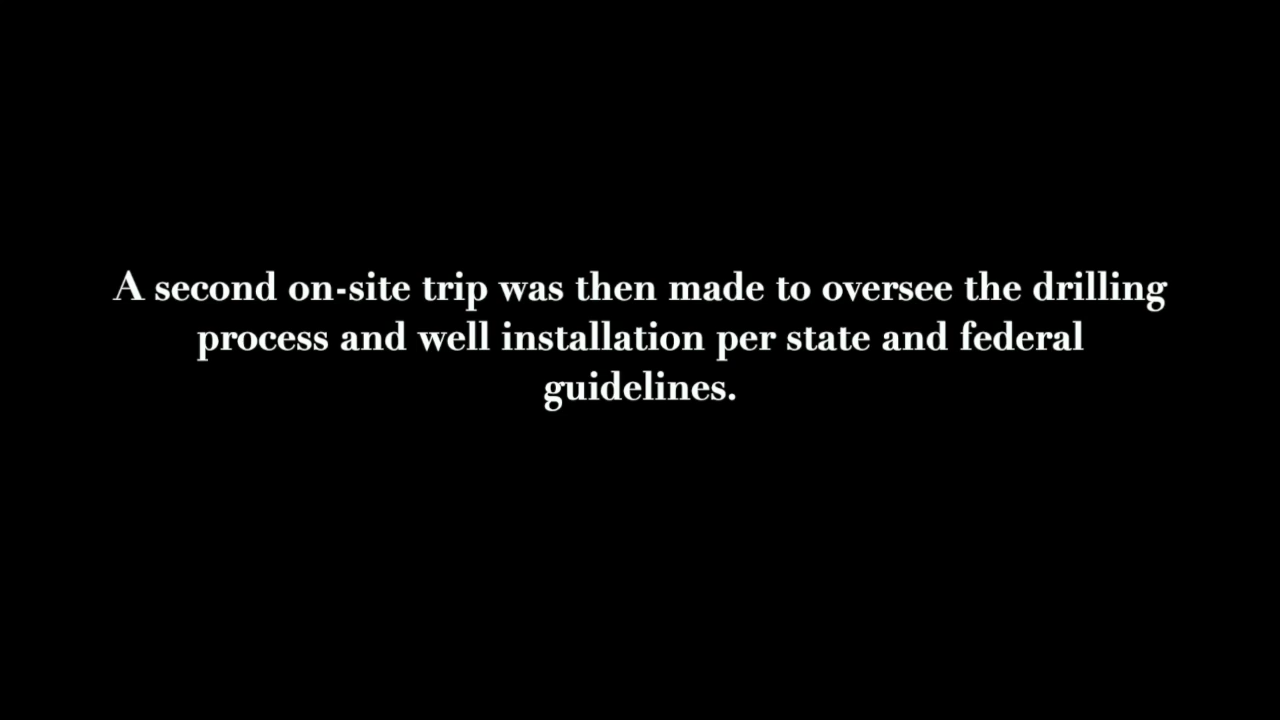 A second on-site trip was then made to oversee the drilling
process and well installation per state and federal
guidelines.